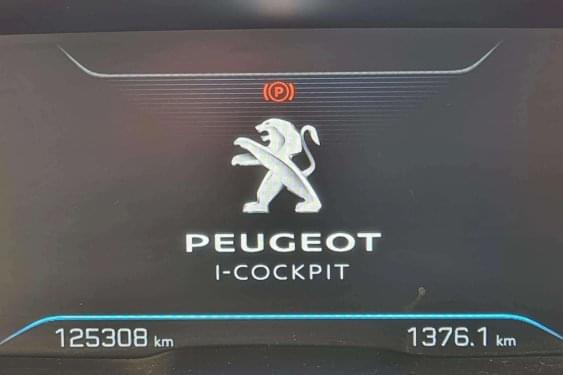 (P)
PEUGEOT
I-COCKPIT
125308 km
1376.1 km